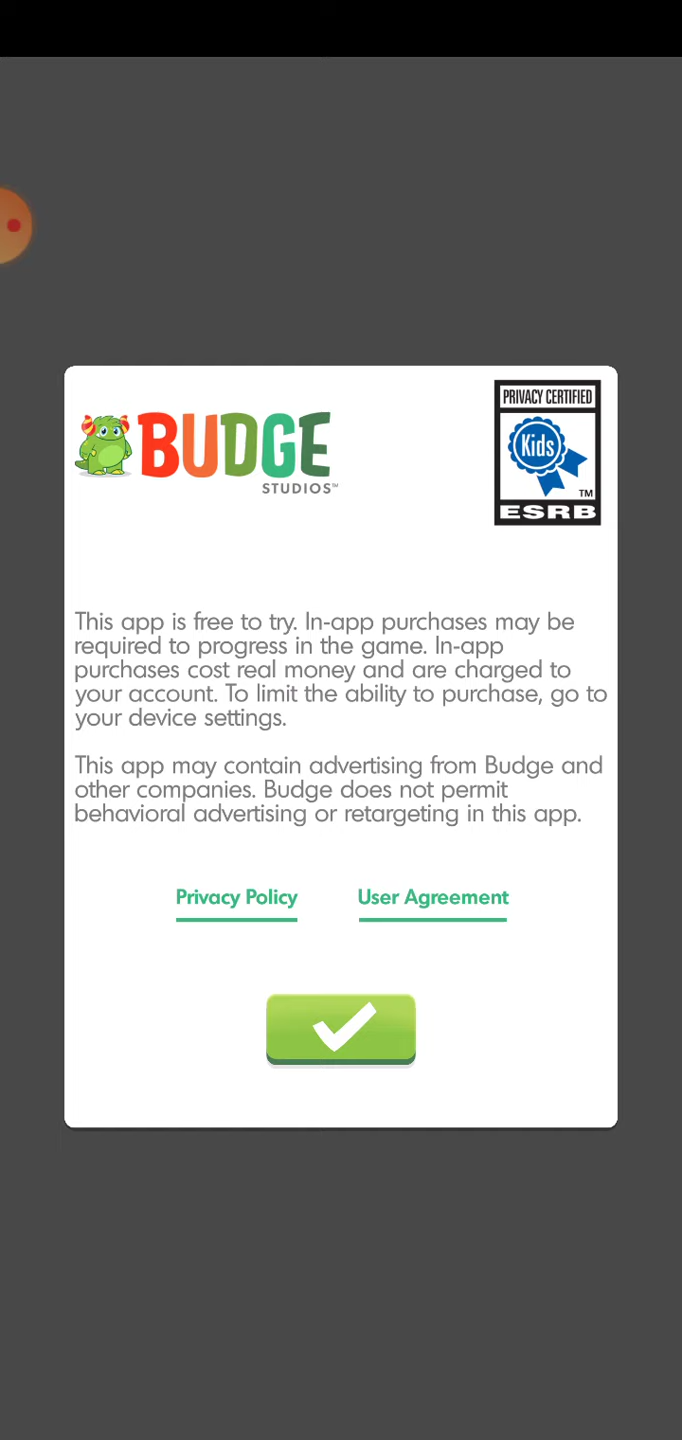 BUDGE
STUDIOS™
PRIVACY CERTIFIED
Kids
TM
ESRB
This app is free to try. In-app purchases may be
required to progress in the game. In-app
purchases cost real money and are charged to
your account. To limit the ability to purchase, go to
your device settings.
This app may contain advertising from Budge and
other companies. Budge does not permit
behavioral advertising or retargeting in this app.
Privacy Policy
User Agreement